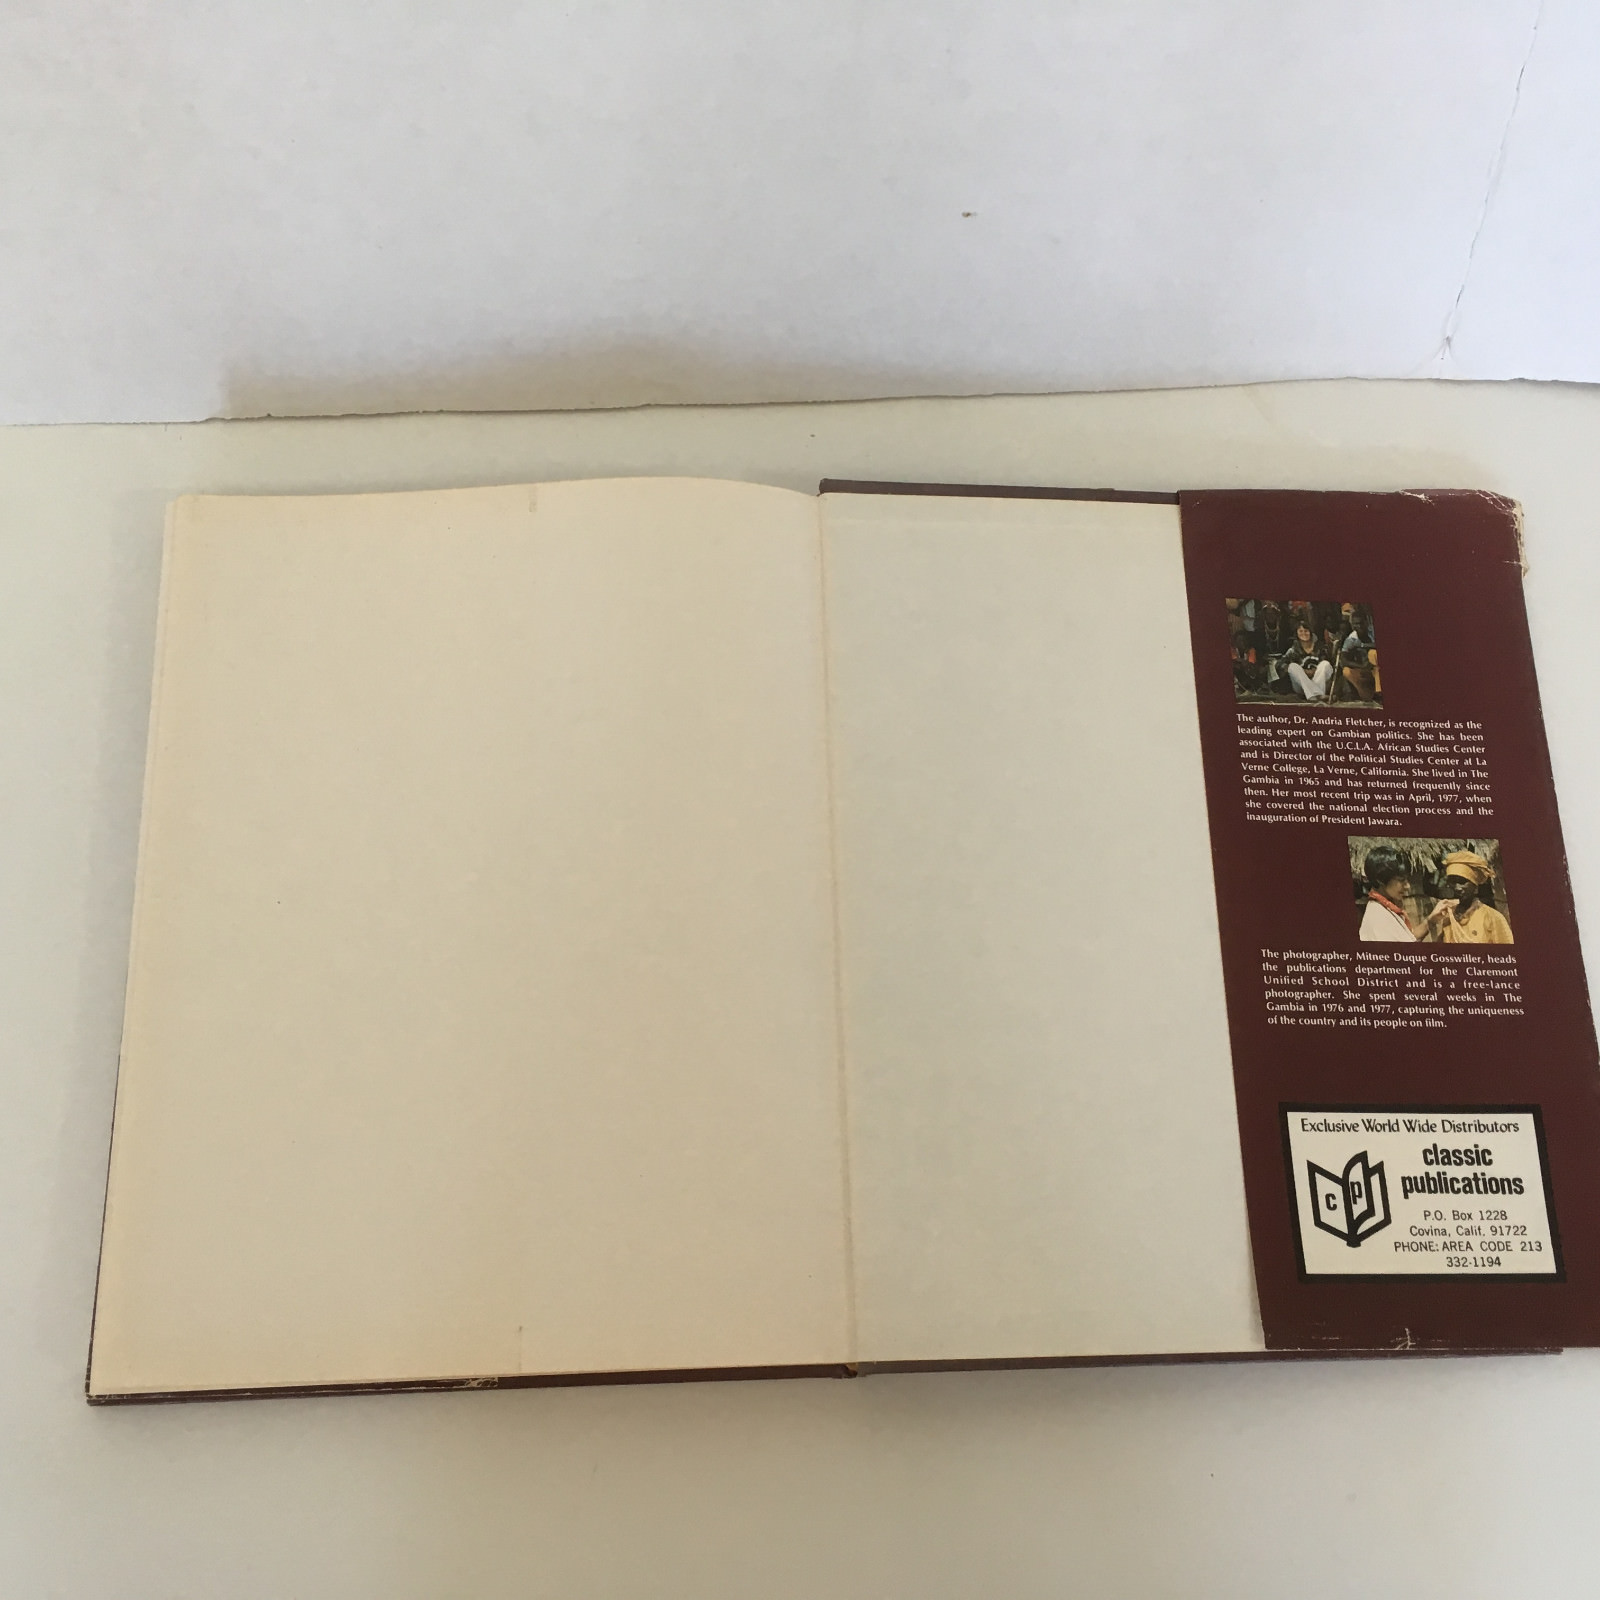 The author, Dr. Andria Fletcher, is recognized as the
leading expert on Gambian politics. She has been
associated with the U.C.L.A. African Studies Center
and is Director of the Political Studies Center at La
Verne College, La Verne, California. She lived in The
Gambia in 1965 and has returned frequently since
then. Her most recent trip was in April, 1977, when
she covered the national election process and the
inauguration of President Jawara.
The photographer, Mitnee Duque Gosswiller, heads
the publications department for the Claremont
Unified School District and is a free-lance
photographer. She spent several weeks in The
Gambia in 1976 and 1977, capturing the uniqueness
of the country and its people on film.
Exclusive World Wide Distributors
classic
publications
c p
P.O. Box 1228
Covina, Calif. 91722
PHONE: AREA CODE 213
332-1194